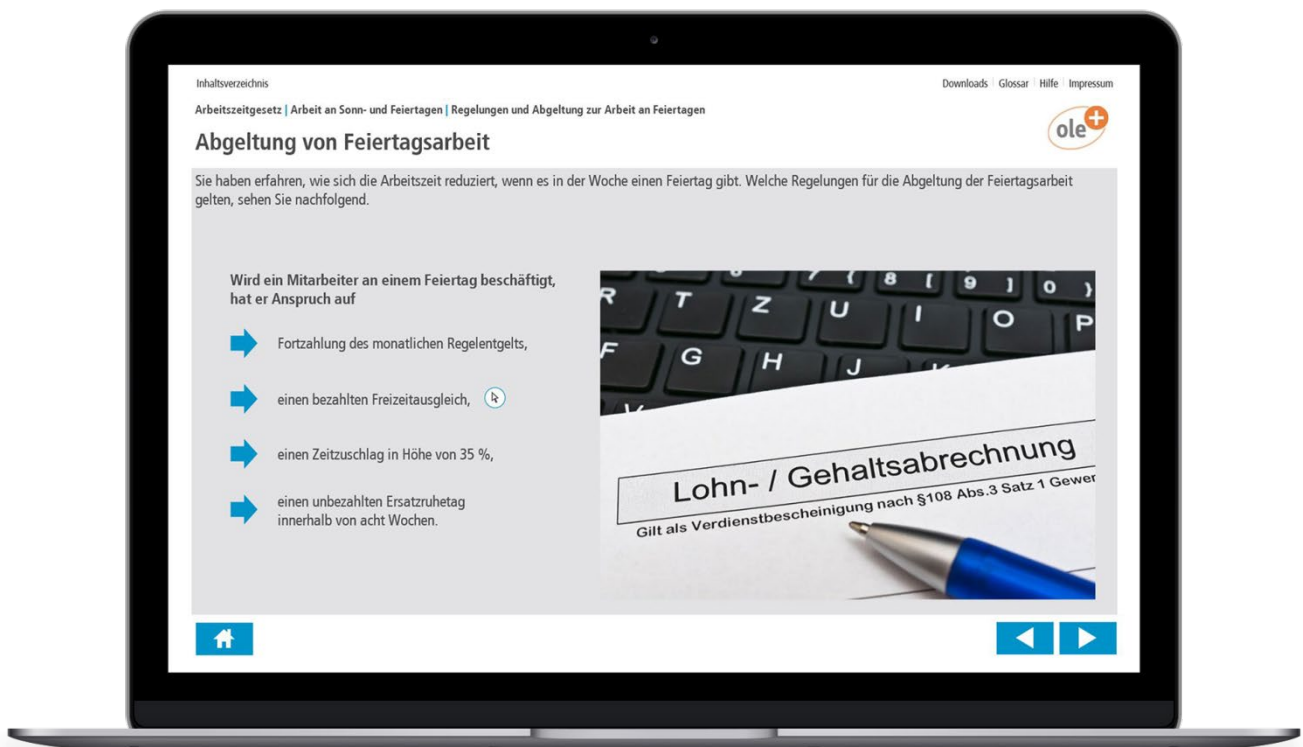 Inhaltsverzeichnis
Downloads | Glossar | Hilfe | Impressum
Arbeitszeitgesetz | Arbeit an Sonn- und Feiertagen | Regelungen und Abgeltung zur Arbeit an Feiertagen
ole+
Abgeltung von Feiertagsarbeit
Sie haben erfahren, wie sich die Arbeitszeit reduziert, wenn es in der Woche einen Feiertag gibt. Welche Regelungen für die Abgeltung der Feiertagsarbeit
gelten, sehen Sie nachfolgend.
Wird ein Mitarbeiter an einem Feiertag beschäftigt,
hat er Anspruch auf
Fortzahlung des monatlichen Regelentgelts,
einen bezahlten Freizeitausgleich,
einen Zeitzuschlag in Höhe von 35 %,
einen unbezahlten Ersatzruhetag
innerhalb von acht Wochen.
7 { 8 [ 9 ] 0 }
R T Z U I O P
F G H J K
V
Lohn- / Gehaltsabrechnung
Gilt als Verdienstbescheinigung nach §108 Abs.3 Satz 1 Gewer